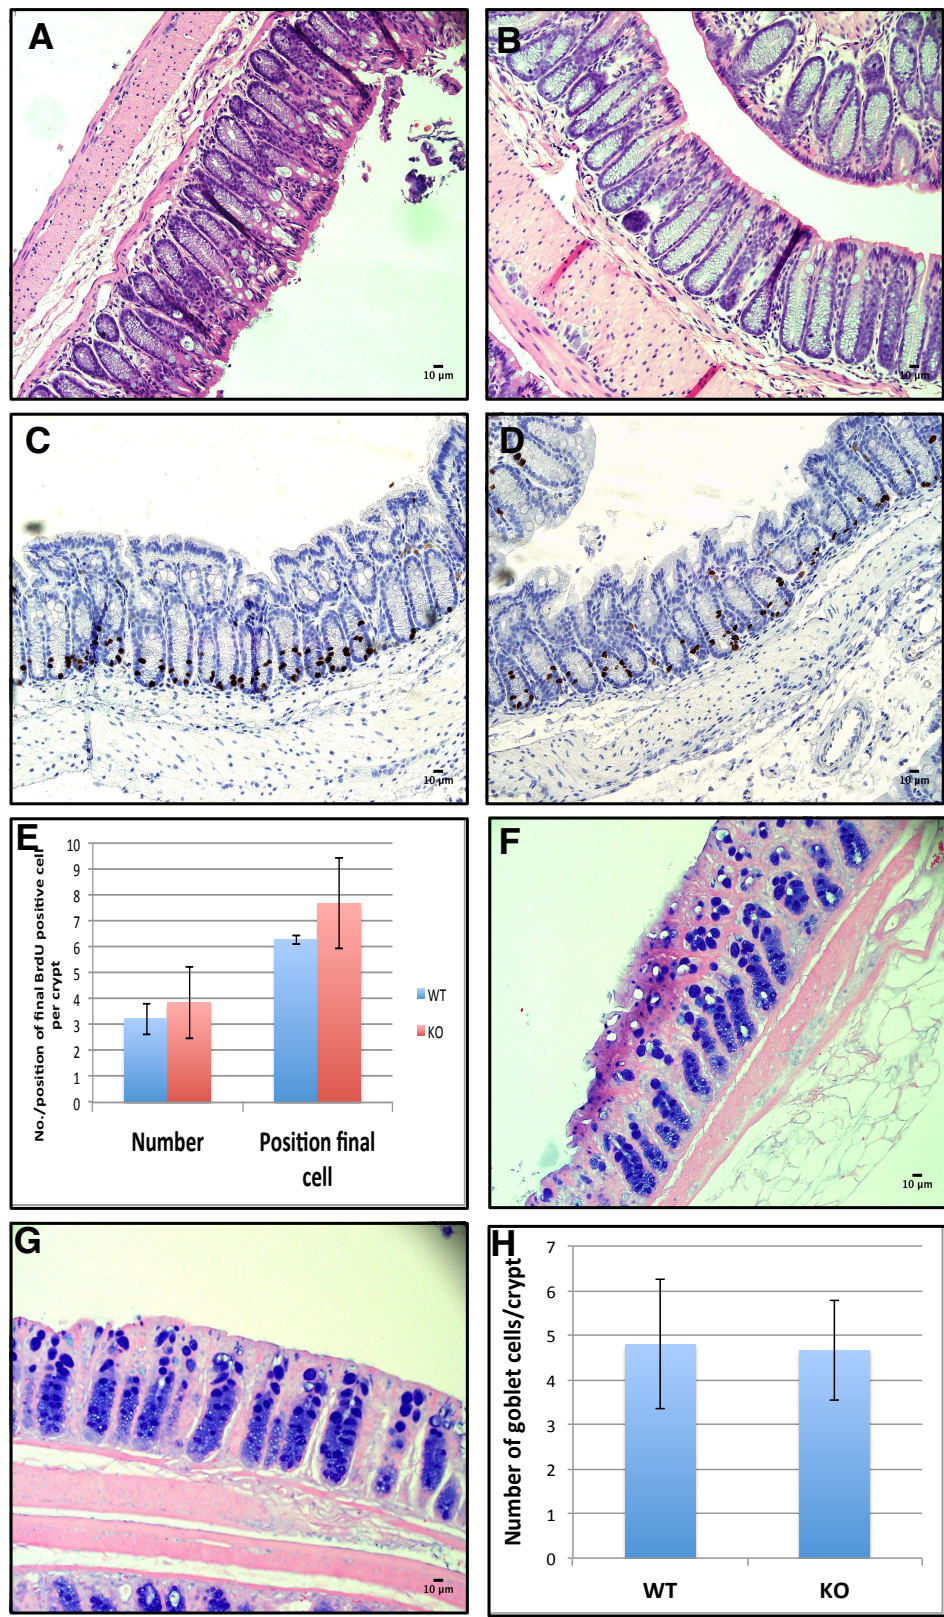 A
10 µm
B
10 µm
C
10 µm
D
10 µm
E
No./position of final BrdU positive cell
per crypt
10
9
8
7
6
5
4
3
2
1
0
Number
Position final
cell
WT
KO
F
10 µm
G
10 µm
H
Number of goblet cells/crypt
7
6
5
4
3
2
1
0
WT
KO